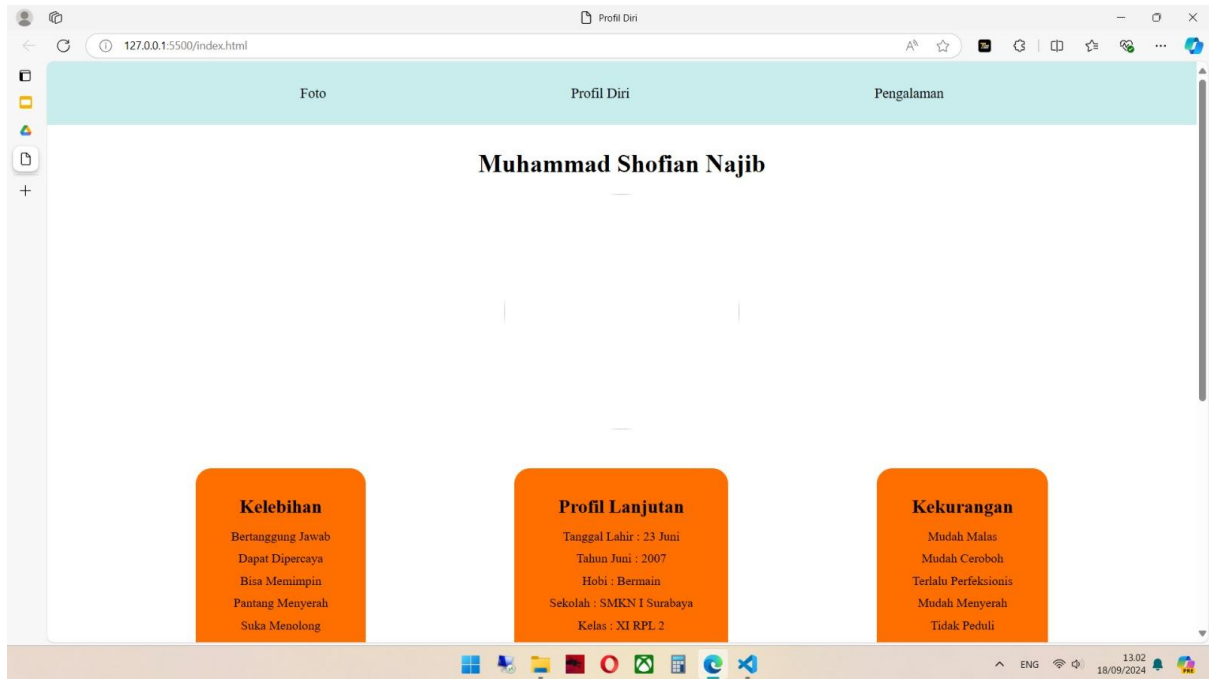 Profil Diri
127.0.0.1:5500/index.html
Foto Profil Diri Pengalaman
Muhammad Shofian Najib
Kelebihan
Bertanggung Jawab
Dapat Dipercaya
Bisa Memimpin
Pantang Menyerah
Suka Menolong
Profil Lanjutan
Tanggal Lahir : 23 Juni
Tahun Juni : 2007
Hobi : Bermain
Sekolah : SMKN I Surabaya
Kelas : XI RPL 2
Kekurangan
Mudah Malas
Mudah Ceroboh
Terlalu Perfeksionis
Mudah Menyerah
Tidak Peduli
ENG
13.02
18/09/2024
PRE